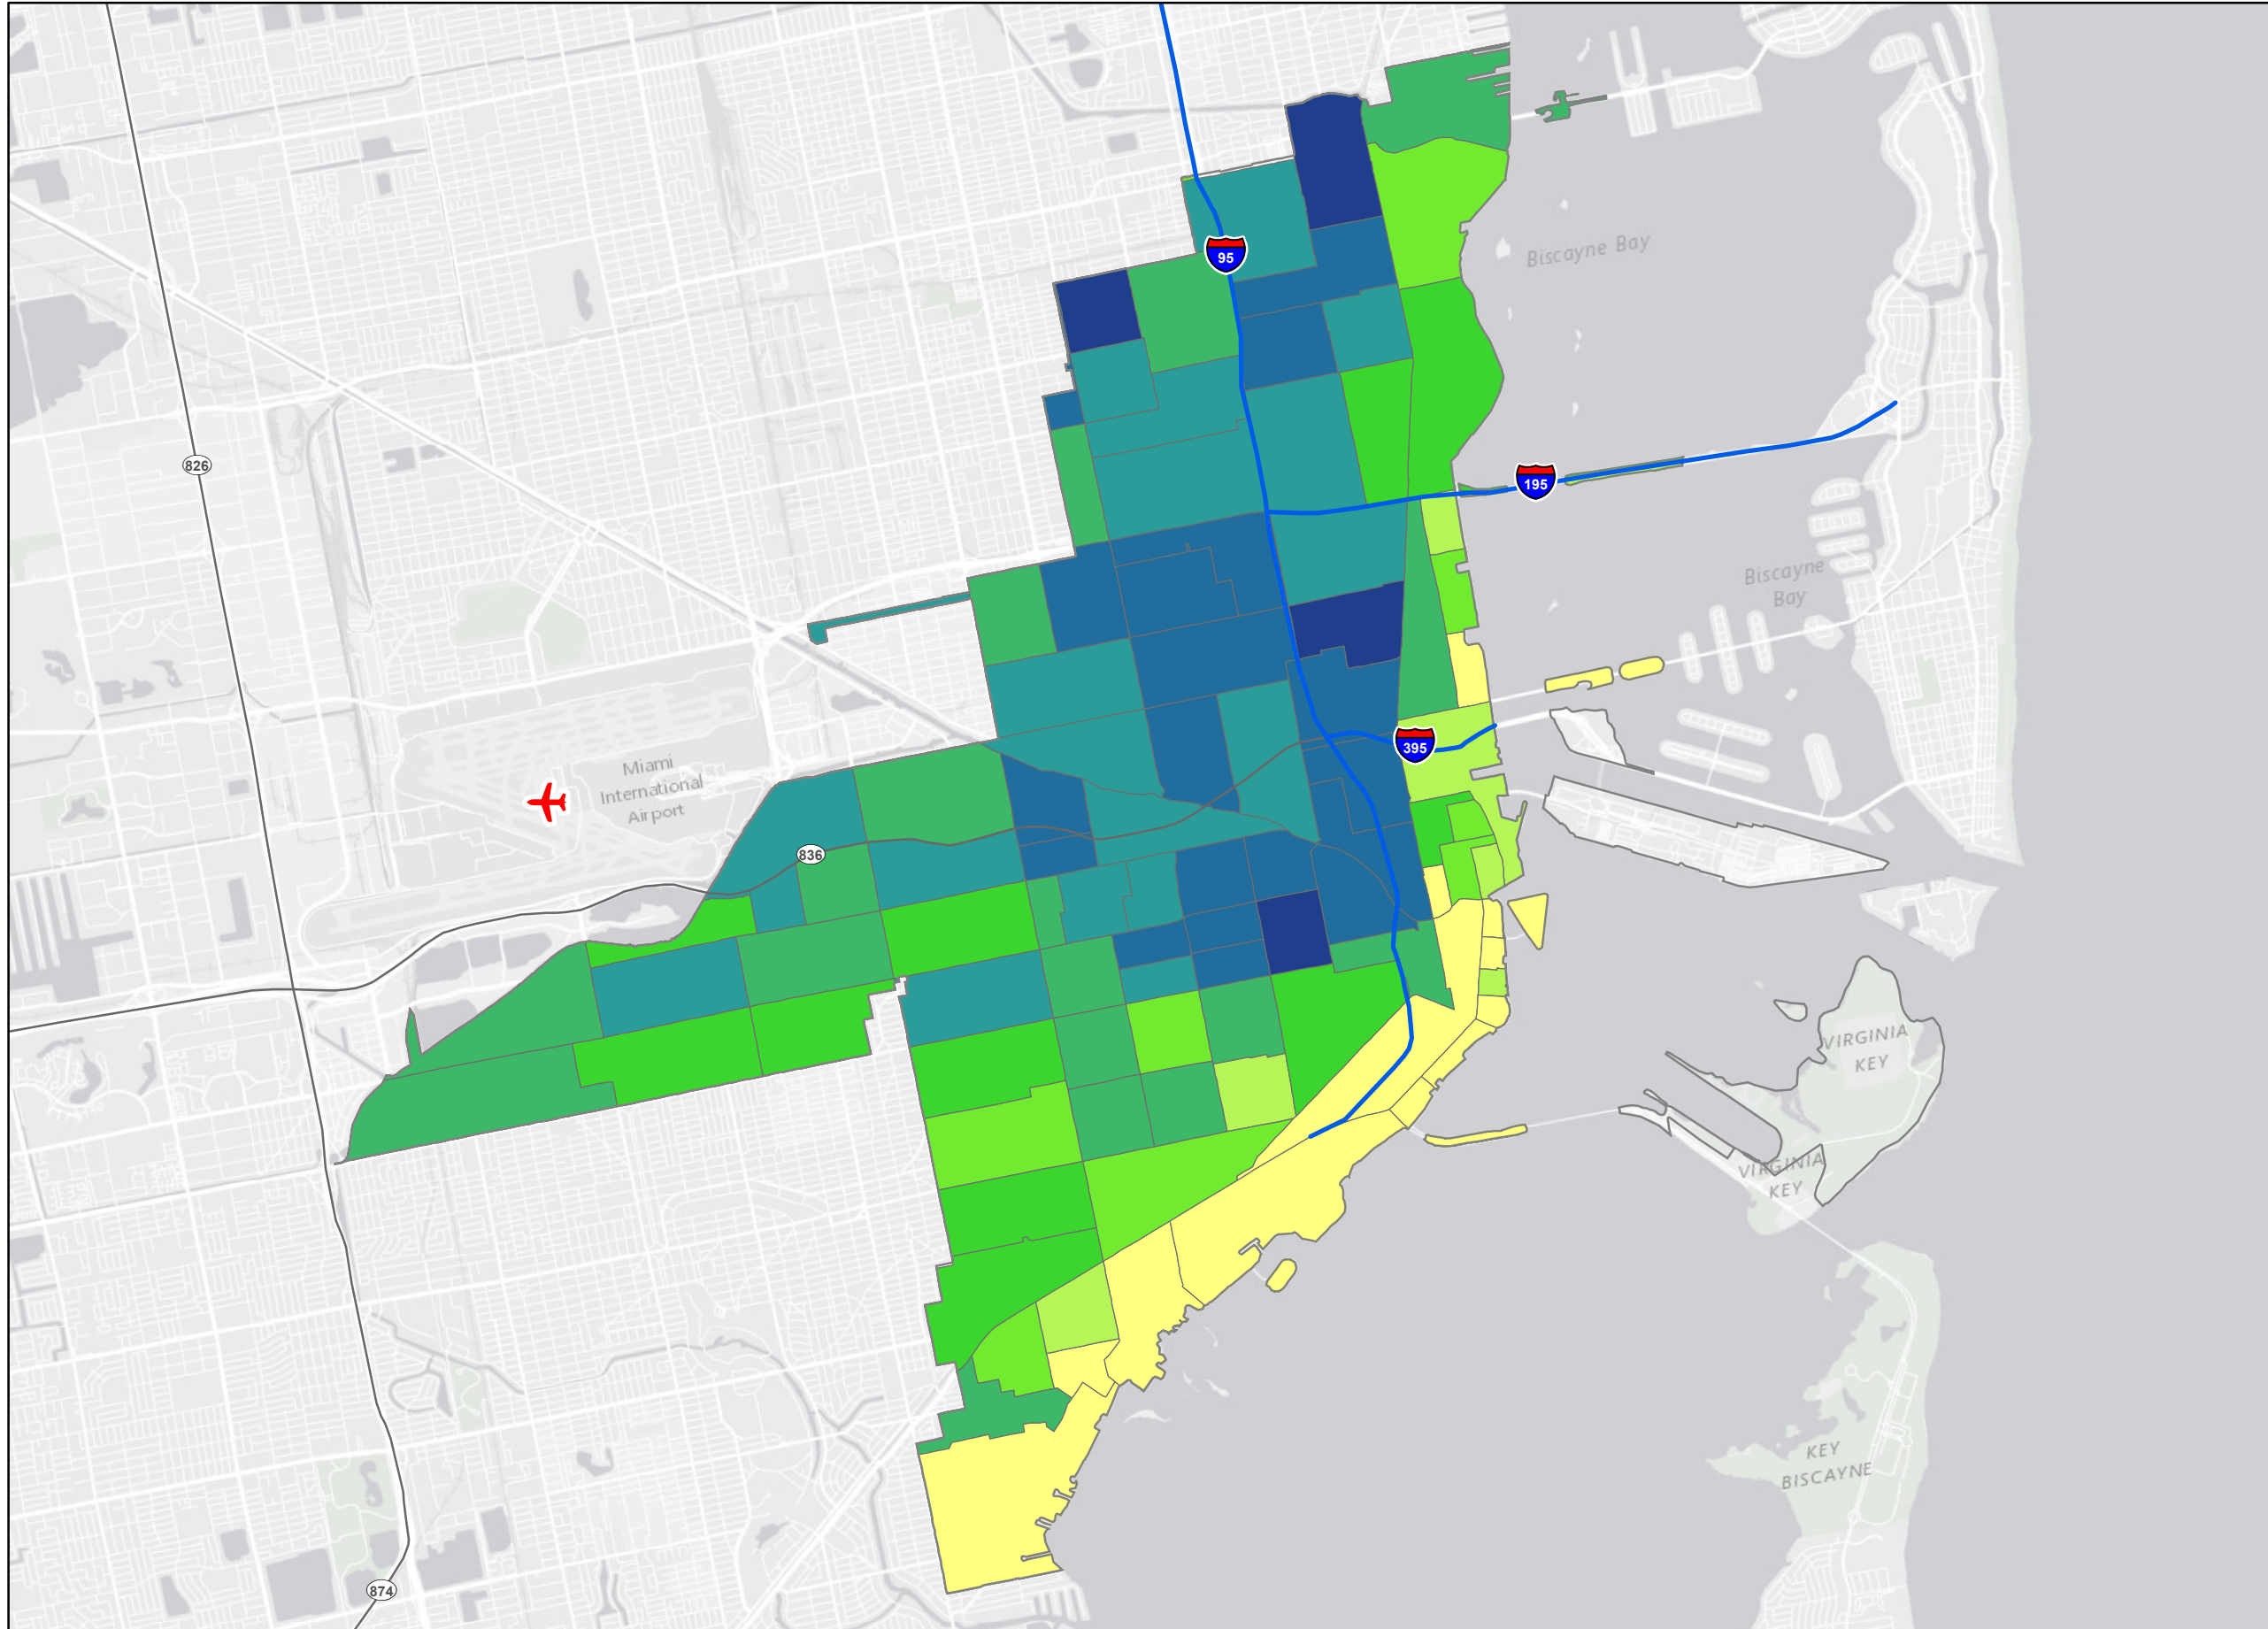 95
Biscayne Bay
826
195
Biscayne
Bay
395
Miami
International
Airport
836
VIRGINIA
KEY
VIRGINIA
KEY
KEY
BISCAYNE
874